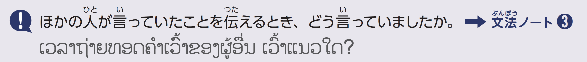 ほかの人が言っていたことを伝えるとき、どう言っていましたか。 ➡ 文法ノート❸
ເວລາຖ່າຍທອດຄຳເວົ້າຂອງຜູ້ອື່ນ ເວົ້າແນວໃດ?